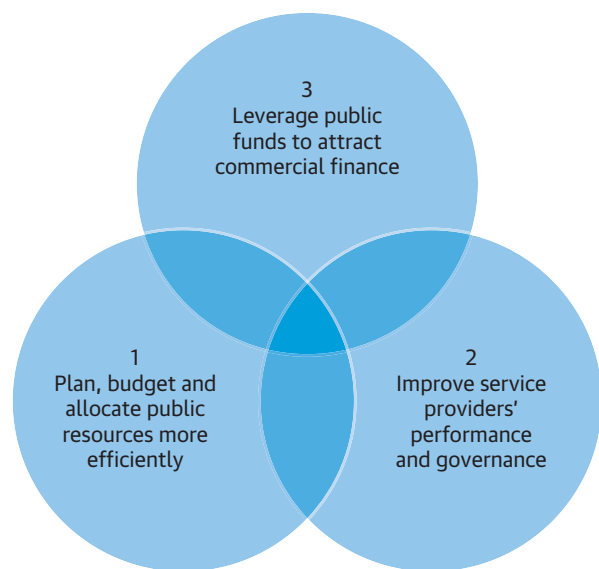 3
Leverage public
funds to attract
commercial finance
1
Plan, budget and
allocate public
resources more
efficiently
2
Improve service
providers'
performance
and governance